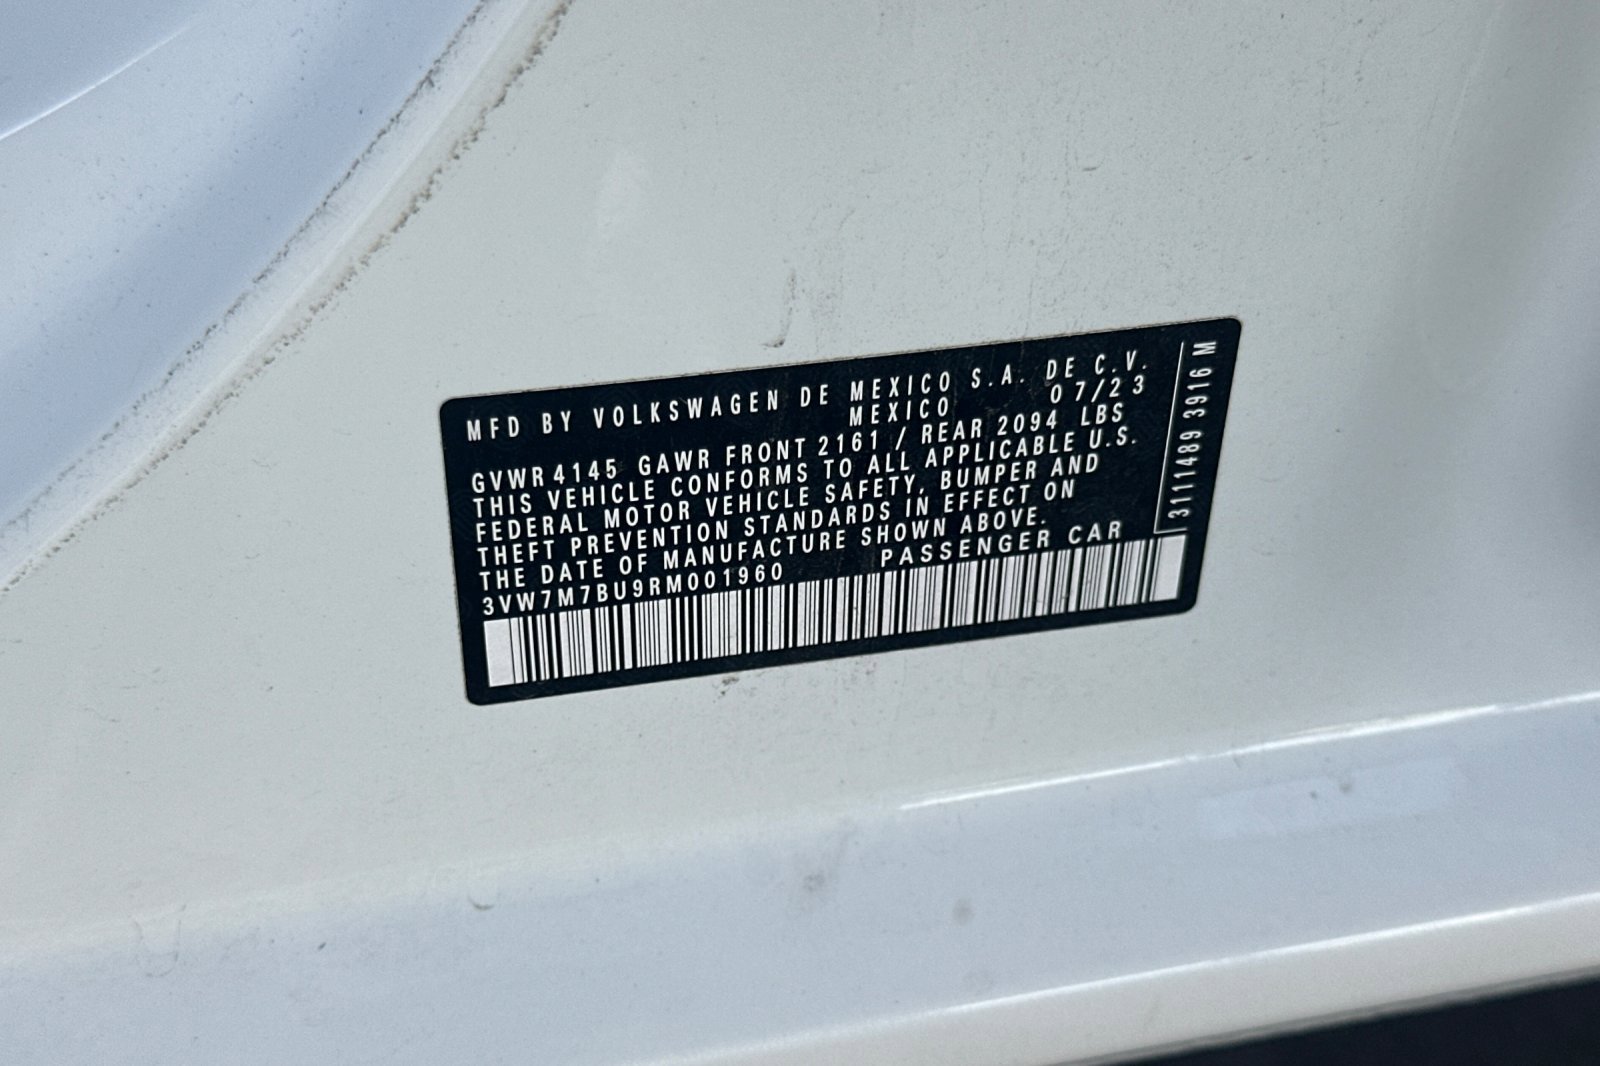 MFD BY VOLKSWAGEN DE MEXICO S.A. DE C.V.
MEXICO 07/23
GVWR 4145 GAWR FRONT 2161 / REAR 2094 LBS
THIS VEHICLE CONFORMS TO ALL APPLICABLE U.S.
FEDERAL MOTOR VEHICLE SAFETY, BUMPER AND
THEFT PREVENTION STANDARDS IN EFFECT ON
THE DATE OF MANUFACTURE SHOWN ABOVE.
3VW7M7BU9RM001960 PASSENGER CAR
3111489 3916 M